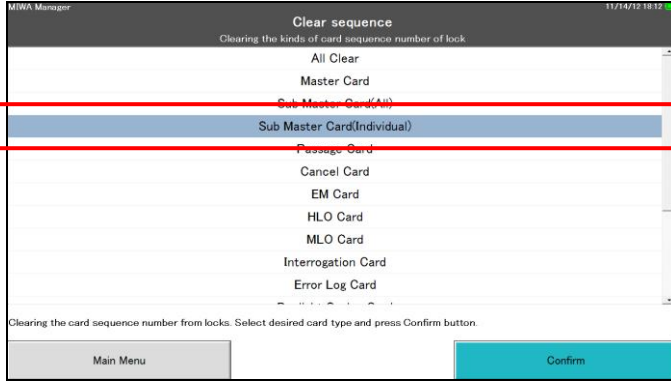 MIWA Manager 11/14/12 18:12
Clear sequence
Clearing the kinds of card sequence number of lock
All Clear
Master Card
Sub Master Card(All)
Sub Master Card(Individual)
Passage Card
Cancel Card
EM Card
HLO Card
MLO Card
Interrogation Card
Error Log Card
Clearing the card sequence number from locks. Select desired card type and press Confirm button.
Main Menu Confirm